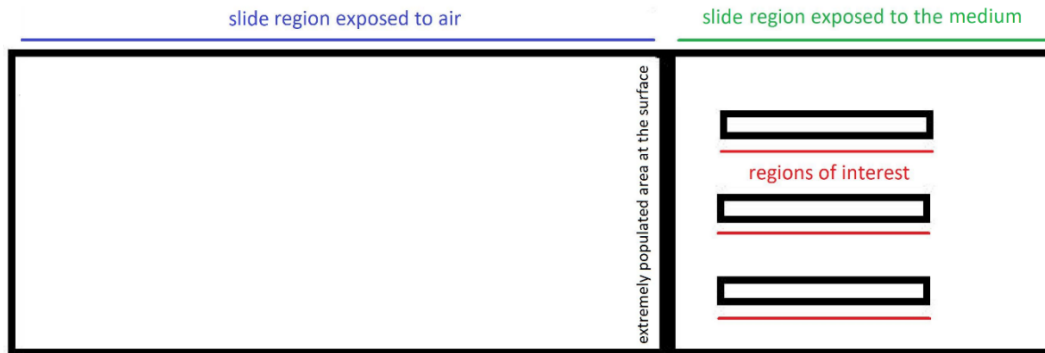 slide region exposed to air
slide region exposed to the medium
extremely populated area at the surface
regions of interest